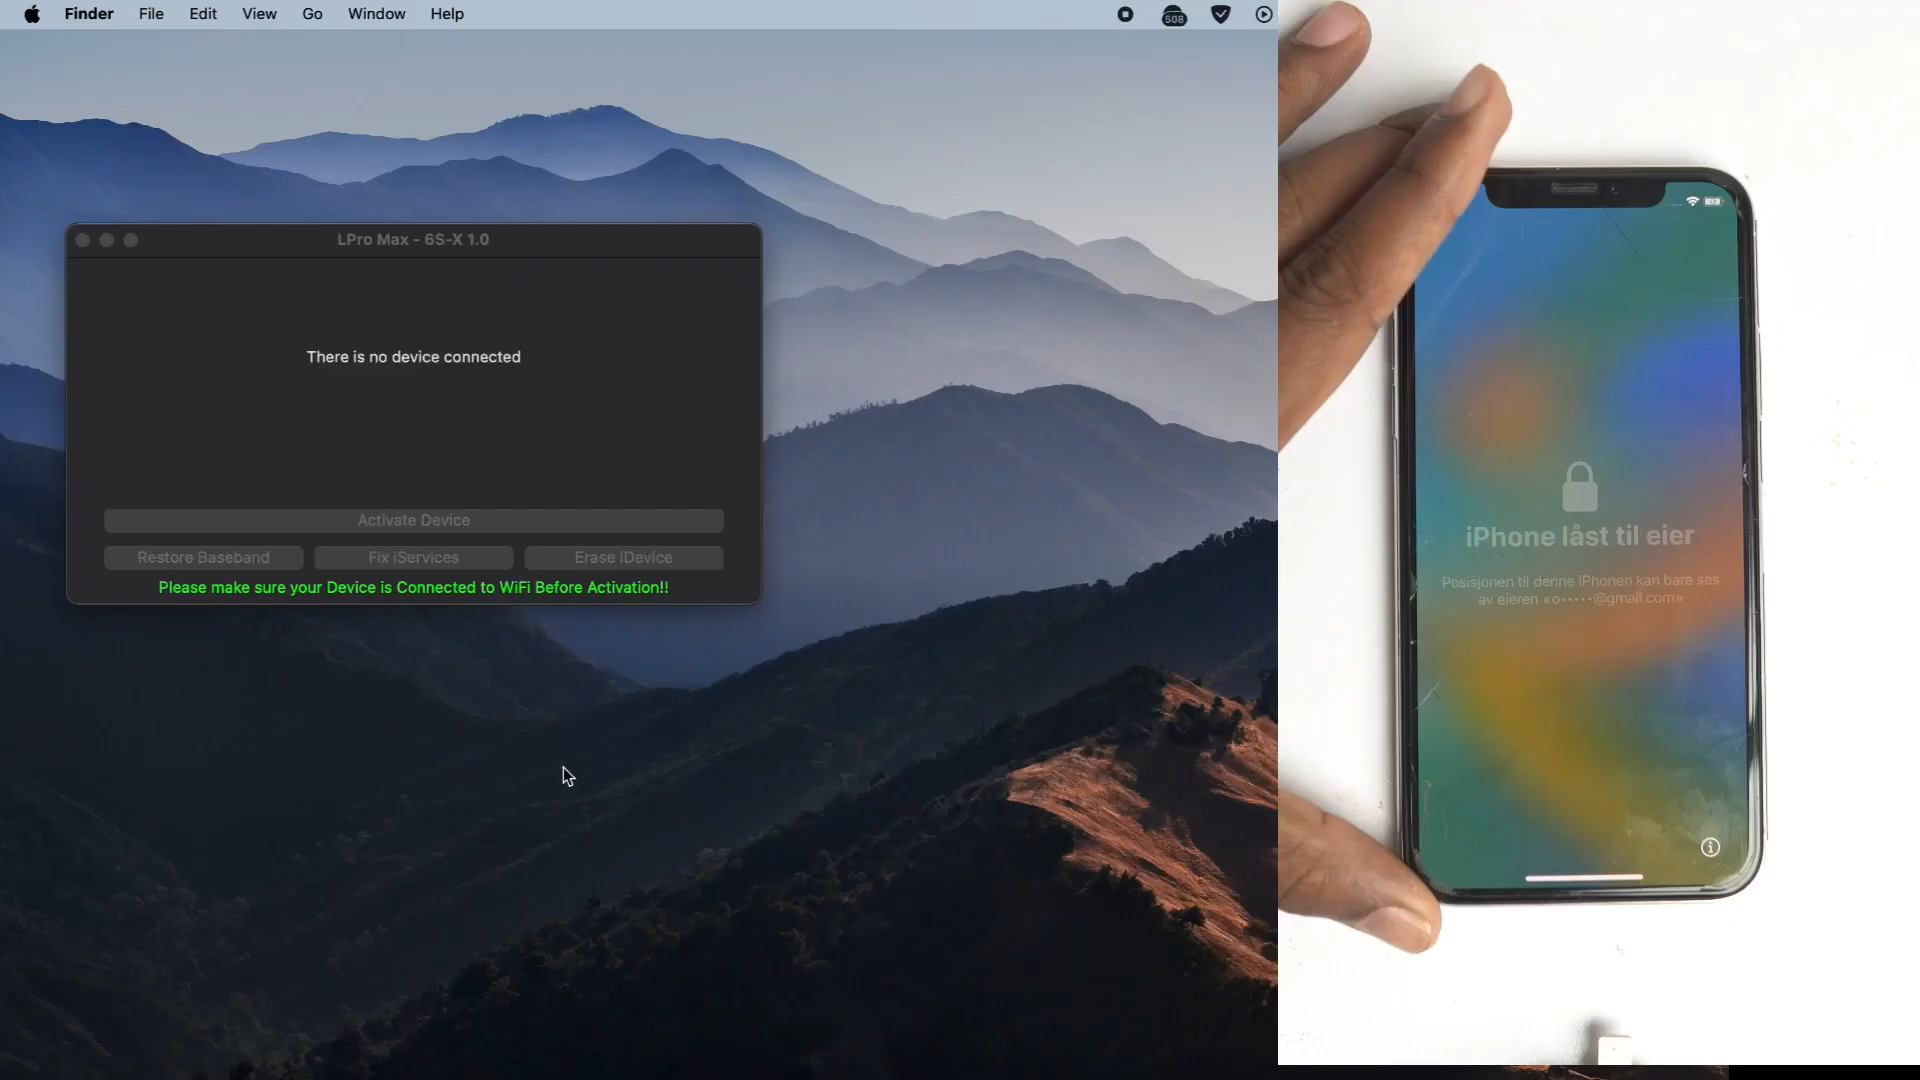 Finder File Edit View Go Window Help
508
LPro Max - 6S-X 1.0
There is no device connected
Activate Device
Restore Baseband Fix iServices Erase iDevice
Please make sure your Device is Connected to WiFi Before Activation!!
iPhone låst til eier
Posisjonen til denne iPhonen kan bare ses
av eieren «o•••••@gmail.com»